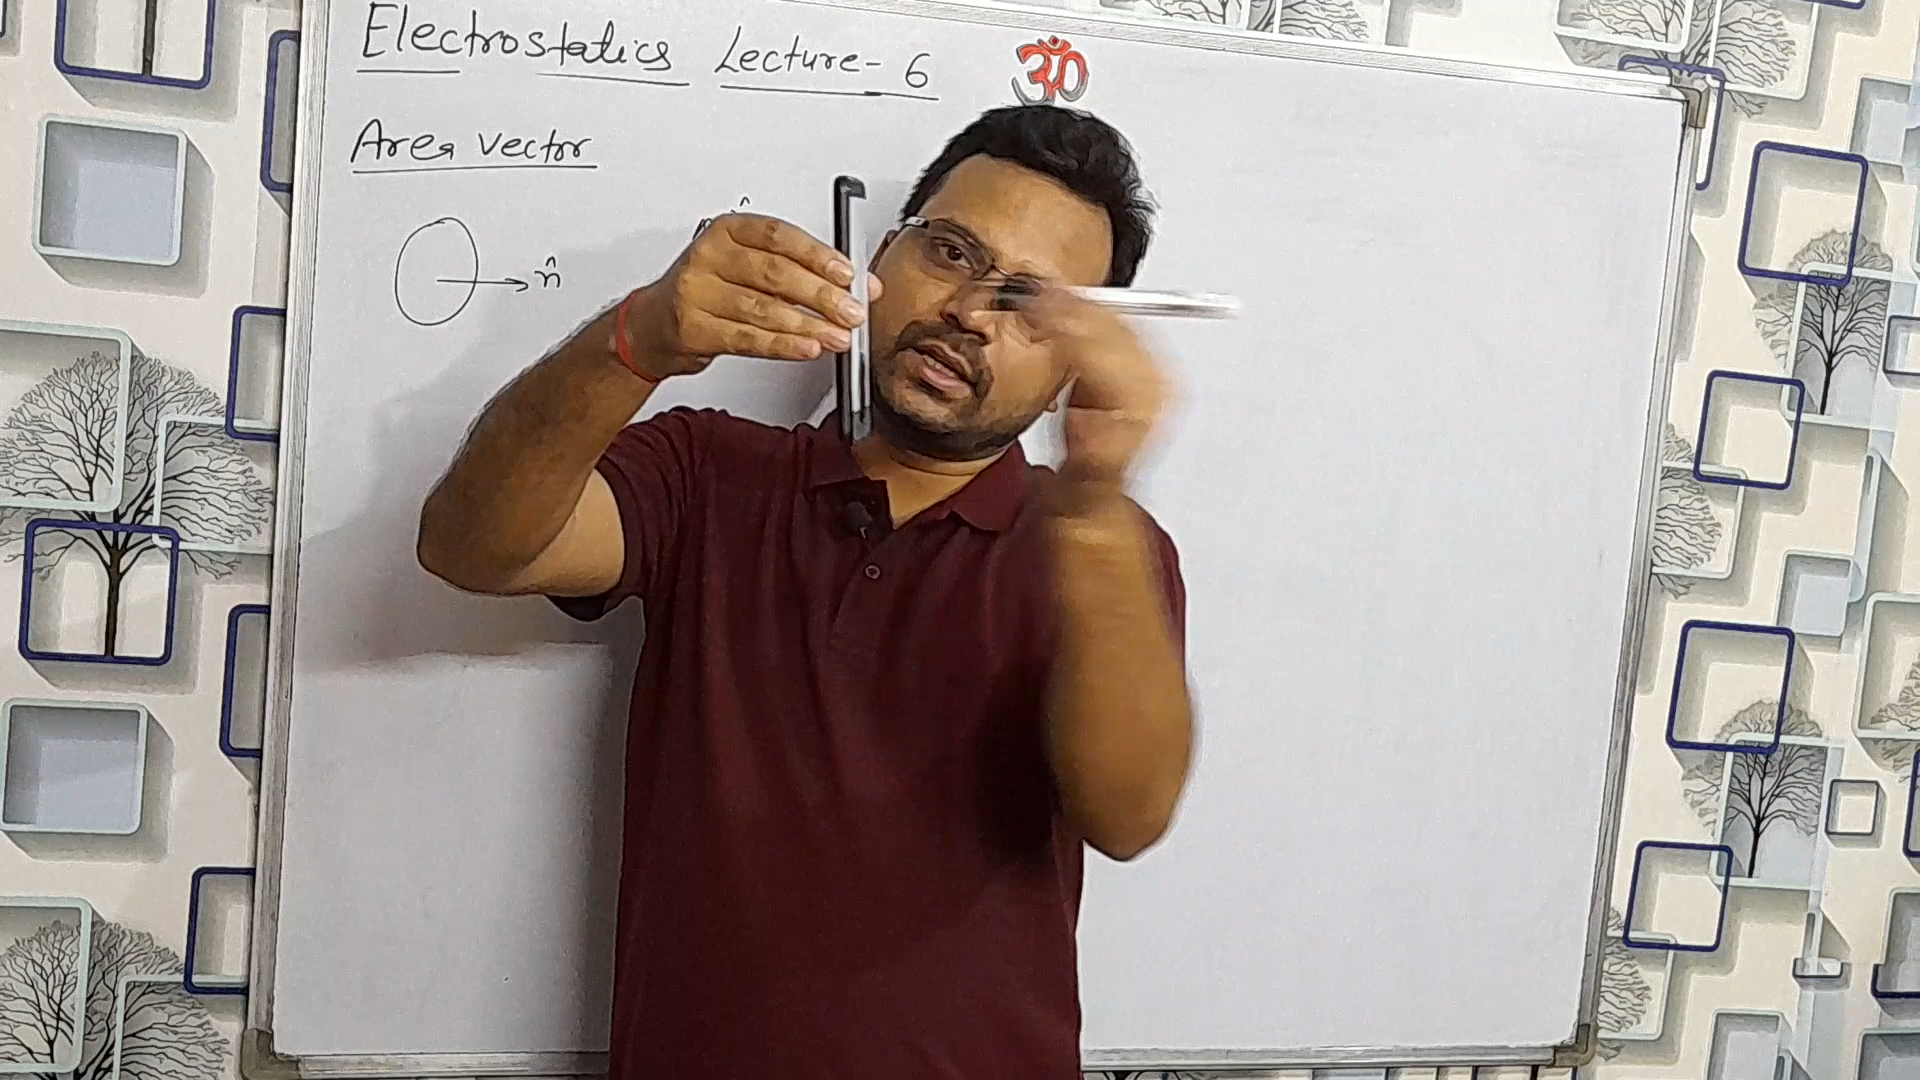 Electrostatics Lecture - 6
ॐ
Area vector
n̂